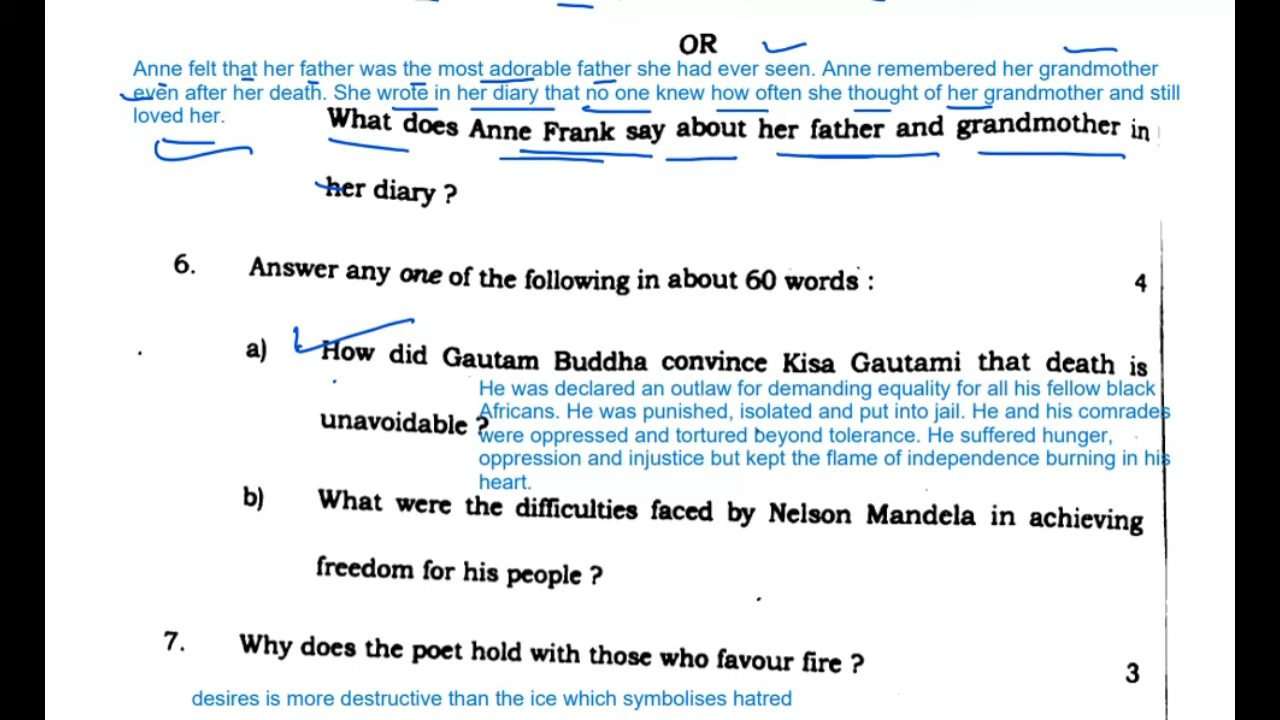 OR
Anne felt that her father was the most adorable father she had ever seen. Anne remembered her grandmother
even after her death. She wrote in her diary that no one knew how often she thought of her grandmother and still
loved her.
What does Anne Frank say about her father and grandmother in
her diary ?
6. Answer any one of the following in about 60 words : 4
a) How did Gautam Buddha convince Kisa Gautami that death is
He was declared an outlaw for demanding equality for all his fellow black
unavoidable ?
Africans. He was punished, isolated and put into jail. He and his comrades
were oppressed and tortured beyond tolerance. He suffered hunger,
oppression and injustice but kept the flame of independence burning in his
heart.
b) What were the difficulties faced by Nelson Mandela in achieving
freedom for his people ?
7. Why does the poet hold with those who favour fire ? 3
desires is more destructive than the ice which symbolises hatred